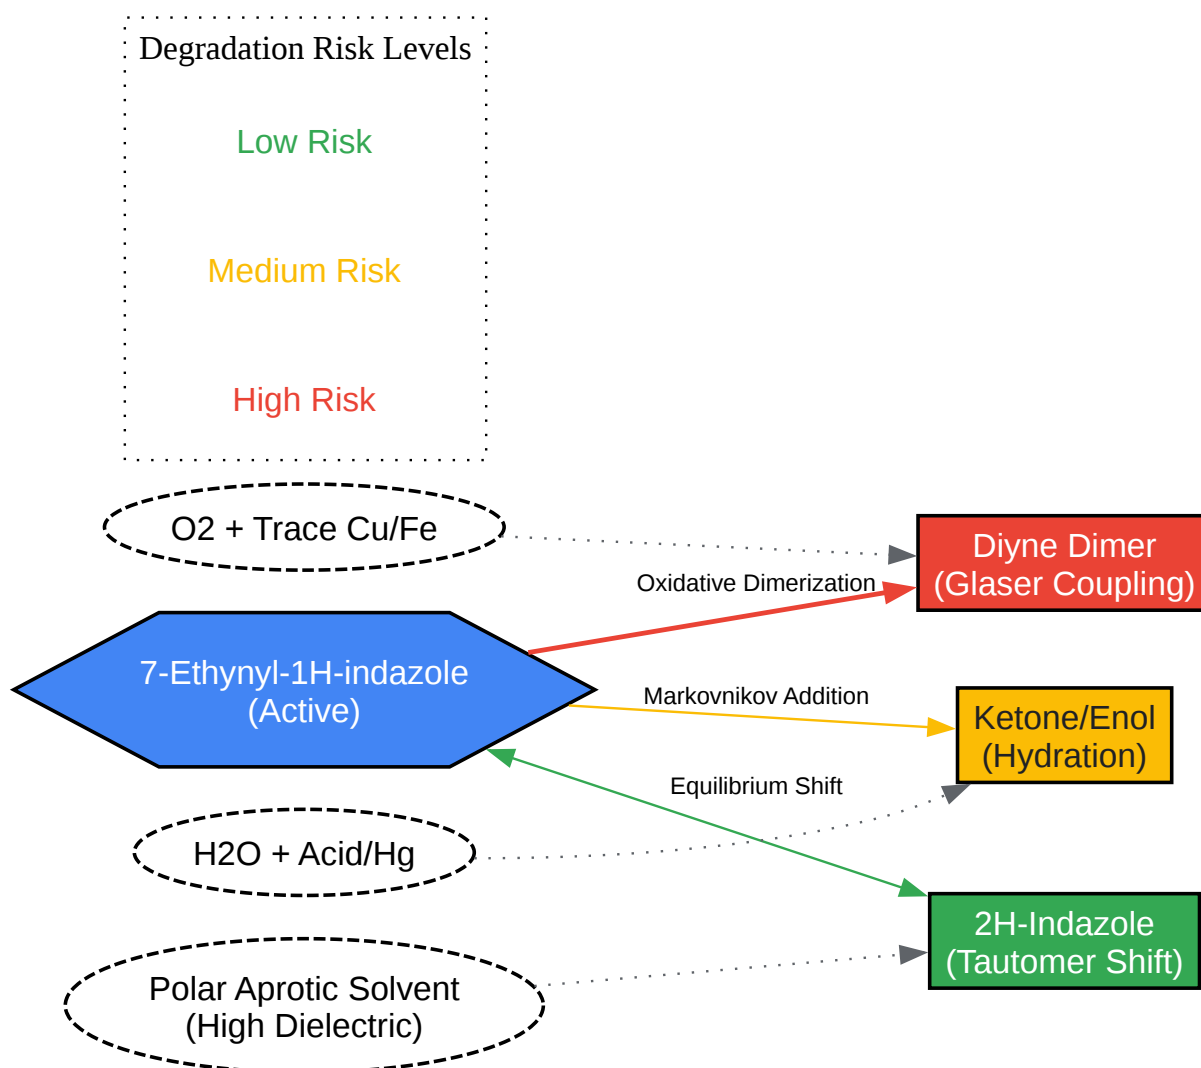 Degradation Risk Levels
Low Risk
Medium Risk
High Risk
O2 + Trace Cu/Fe
Diyne Dimer
(Glaser Coupling)
Oxidative Dimerization
7-Ethynyl-1H-indazole
(Active)
Markovnikov Addition
Ketone/Enol
(Hydration)
Equilibrium Shift
H2O + Acid/Hg
2H-Indazole
(Tautomer Shift)
Polar Aprotic Solvent
(High Dielectric)